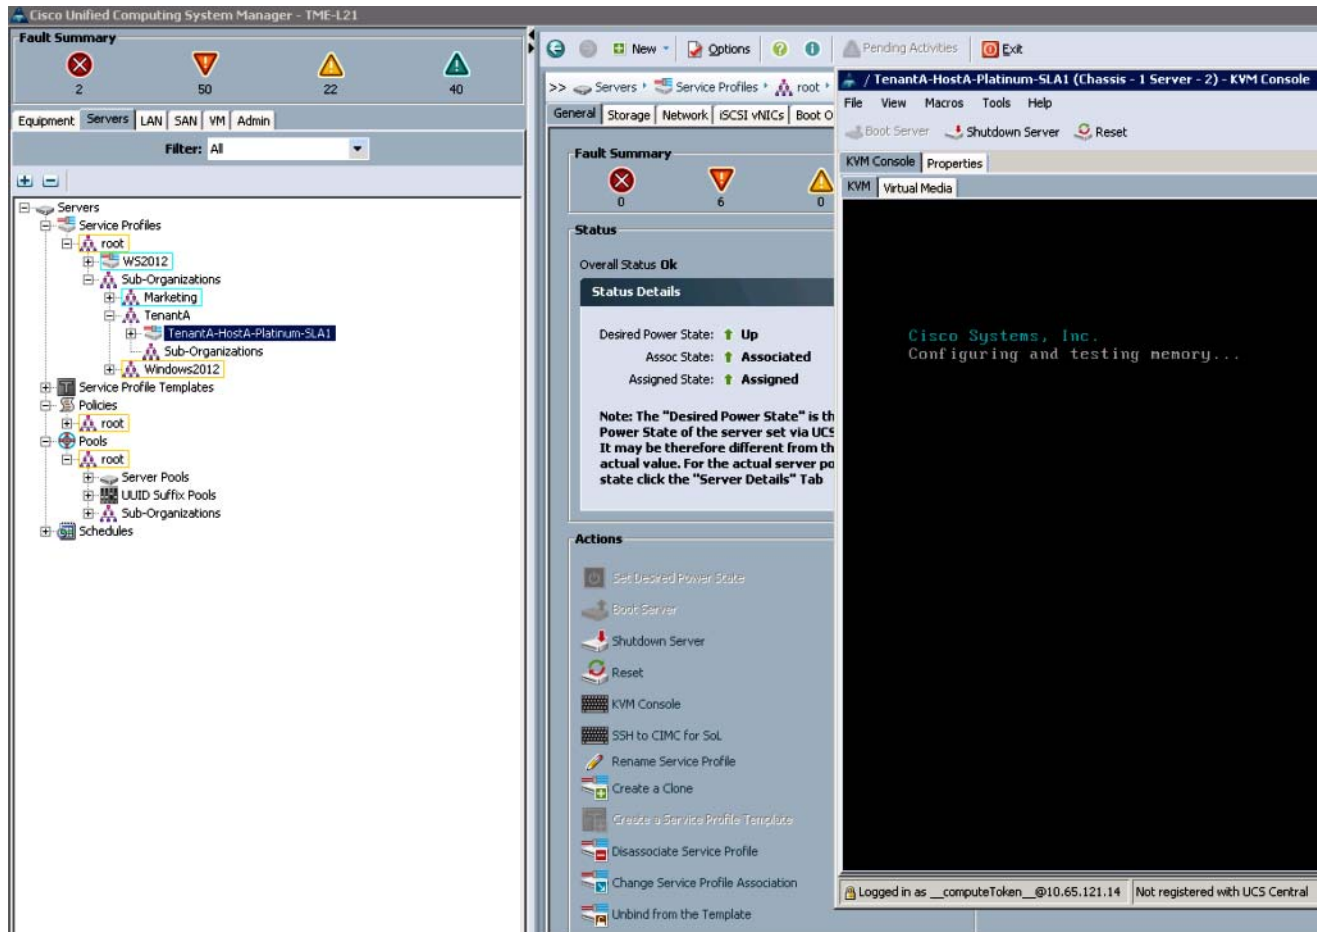 Cisco Unified Computing System Manager - TME-L21
Fault Summary
2 50 22 40
Equipment Servers LAN SAN VM Admin
Filter: All
Servers
Service Profiles
root
WS2012
Sub-Organizations
Marketing
TenantA
TenantA-HostA-Platinum-SLA1
Sub-Organizations
Windows2012
Service Profile Templates
Policies
root
Pools
root
Server Pools
UUID Suffix Pools
Sub-Organizations
Schedules
New Options Pending Activities Exit
>> Servers Service Profiles root
General Storage Network iSCSI vNICs Boot O
Fault Summary
0 6 0
Status
Overall Status Ok
Status Details
Desired Power State: Up
Assoc State: Associated
Assigned State: Assigned
Note: The "Desired Power State" is th
Power State of the server set via UCS
It may be therefore different from th
actual value. For the actual server po
state click the "Server Details" Tab
Actions
Set Desired Power State
Boot Server
Shutdown Server
Reset
KVM Console
SSH to CIMC for SoL
Rename Service Profile
Create a Clone
Create a Service Profile Template
Disassociate Service Profile
Change Service Profile Association
Unbind from the Template
/ TenantA-HostA-Platinum-SLA1 (Chassis - 1 Server - 2) - KVM Console
File View Macros Tools Help
Boot Server Shutdown Server Reset
KVM Console Properties
KVM Virtual Media
Cisco Systems, Inc.
Configuring and testing memory...
Logged in as __computeToken__@10.65.121.14 Not registered with UCS Central